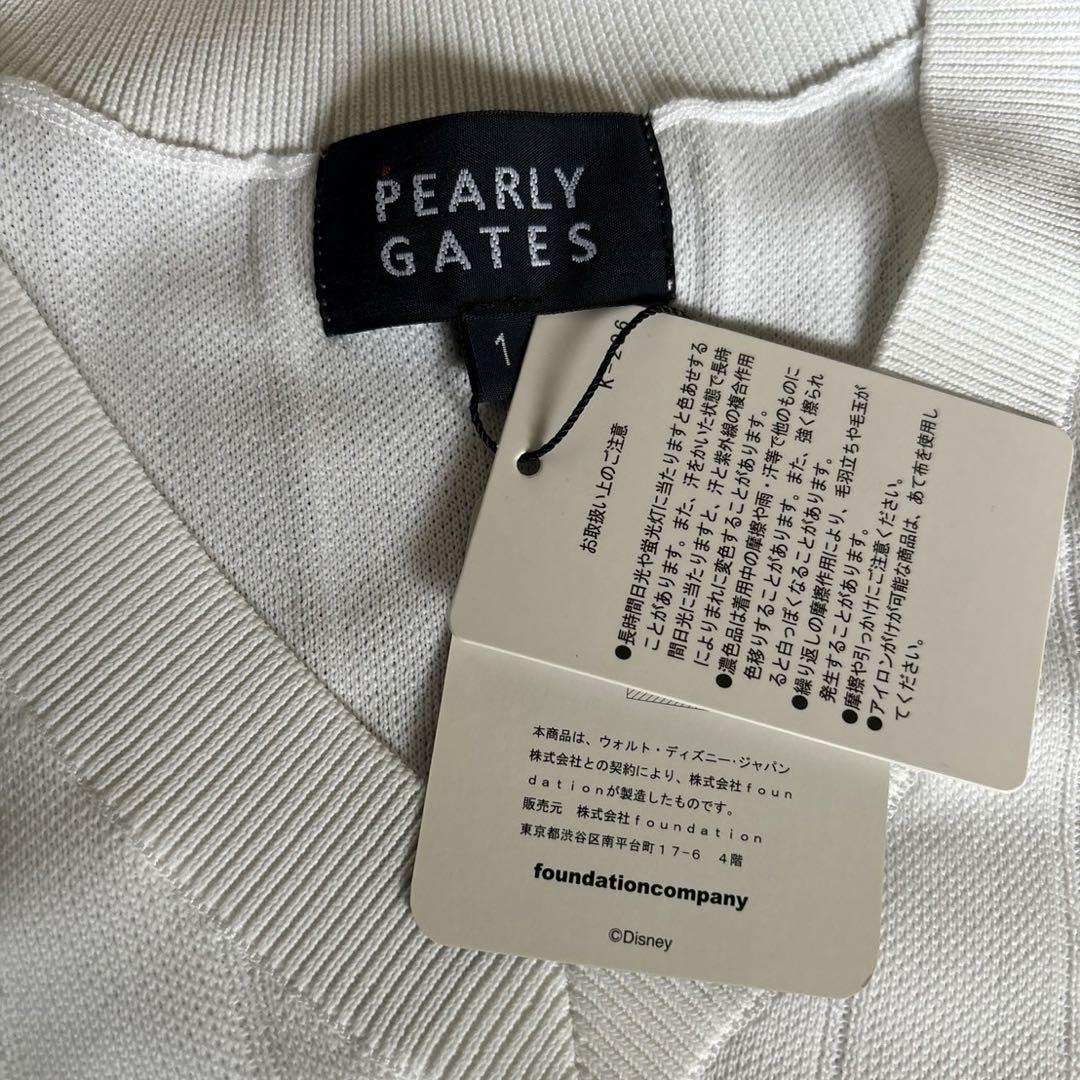 PEARLY
GATES
1
K-206
お取扱い上のご注意
●長時間日光や蛍光灯に当たりますと色あせする
ことがあります。また、汗をかいた状態で長時
間日光に当たりますと、汗と紫外線の複合作用
によりまれに変色することがあります。
●濃色品は着用中の摩擦や雨・汗等で他のものに
色移りすることがあります。また、強く擦られ
ると白っぽくなることがあります。
●繰り返しの摩擦作用により、毛羽立ちや毛玉が
発生することがあります。
●摩擦や引っかけにご注意ください。
●アイロンがけが可能な商品は、あて布を使用し
てください。
本商品は、ウォルト・ディズニー・ジャパン
株式会社との契約により、株式会社foun
dationが製造したものです。
販売元 株式会社foundation
東京都渋谷区南平台町17-6 4階
foundationcompany
©Disney